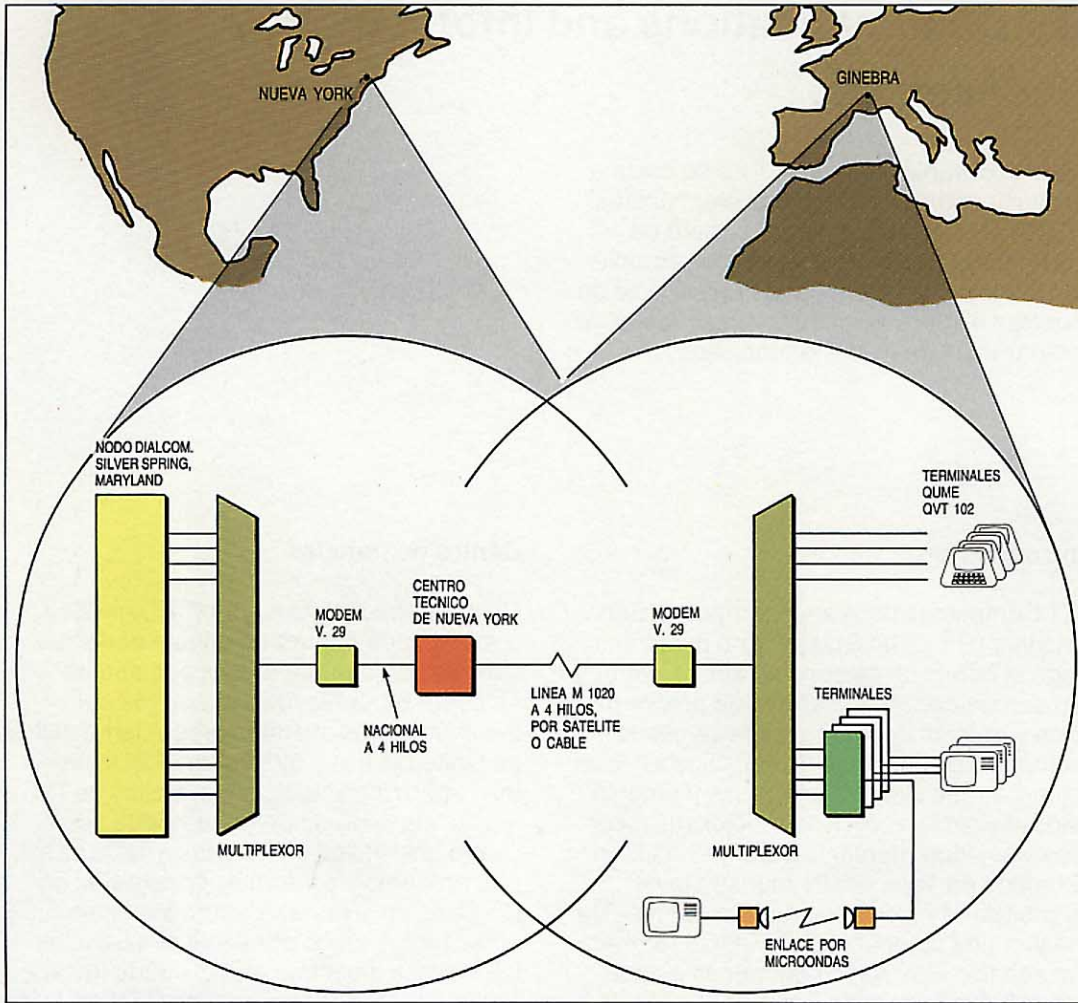 NUEVA YORK
GINEBRA
NODO DIALCOM.
SILVER SPRING,
MARYLAND
TERMINALES
QUME
QVT 102
MODEM
V. 29
CENTRO
TECNICO
DE NUEVA YORK
MODEM
V. 29
NACIONAL
A 4 HILOS
LINEA M 1020
A 4 HILOS,
POR SATELITE
O CABLE
TERMINALES
MULTIPLEXOR
MULTIPLEXOR
ENLACE POR
MICROONDAS